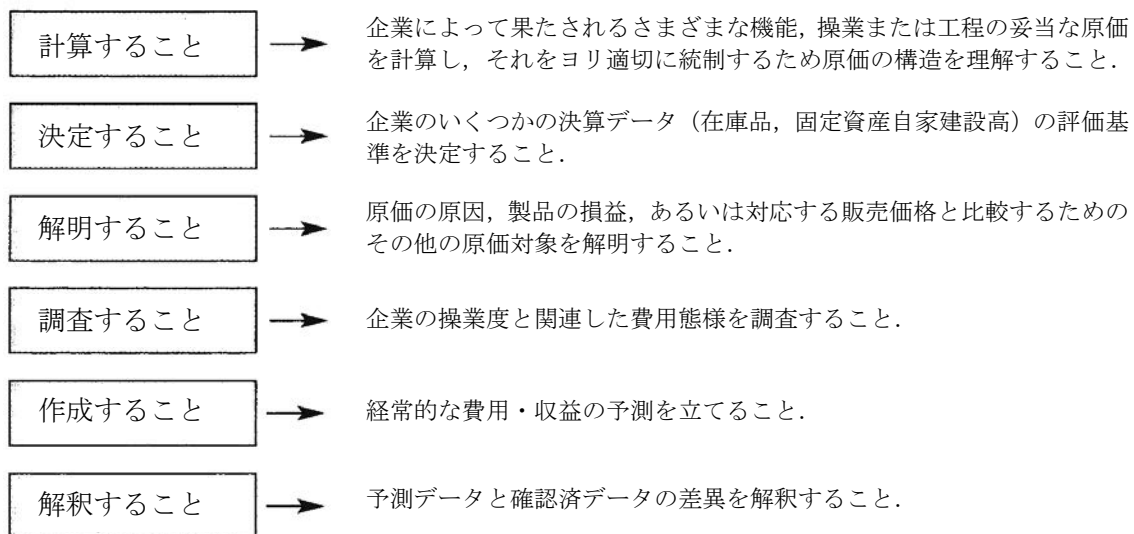 計算すること
企業によって果たされるさまざまな機能，操業または工程の妥当な原価
を計算し，それをヨリ適切に統制するため原価の構造を理解すること．
決定すること
企業のいくつかの決算データ（在庫品，固定資産自家建設高）の評価基
準を決定すること．
解明すること
原価の原因，製品の損益，あるいは対応する販売価格と比較するための
その他の原価対象を解明すること．
調査すること
企業の操業度と関連した費用態様を調査すること．
作成すること
経常的な費用・収益の予測を立てること．
解釈すること
予測データと確認済データの差異を解釈すること．